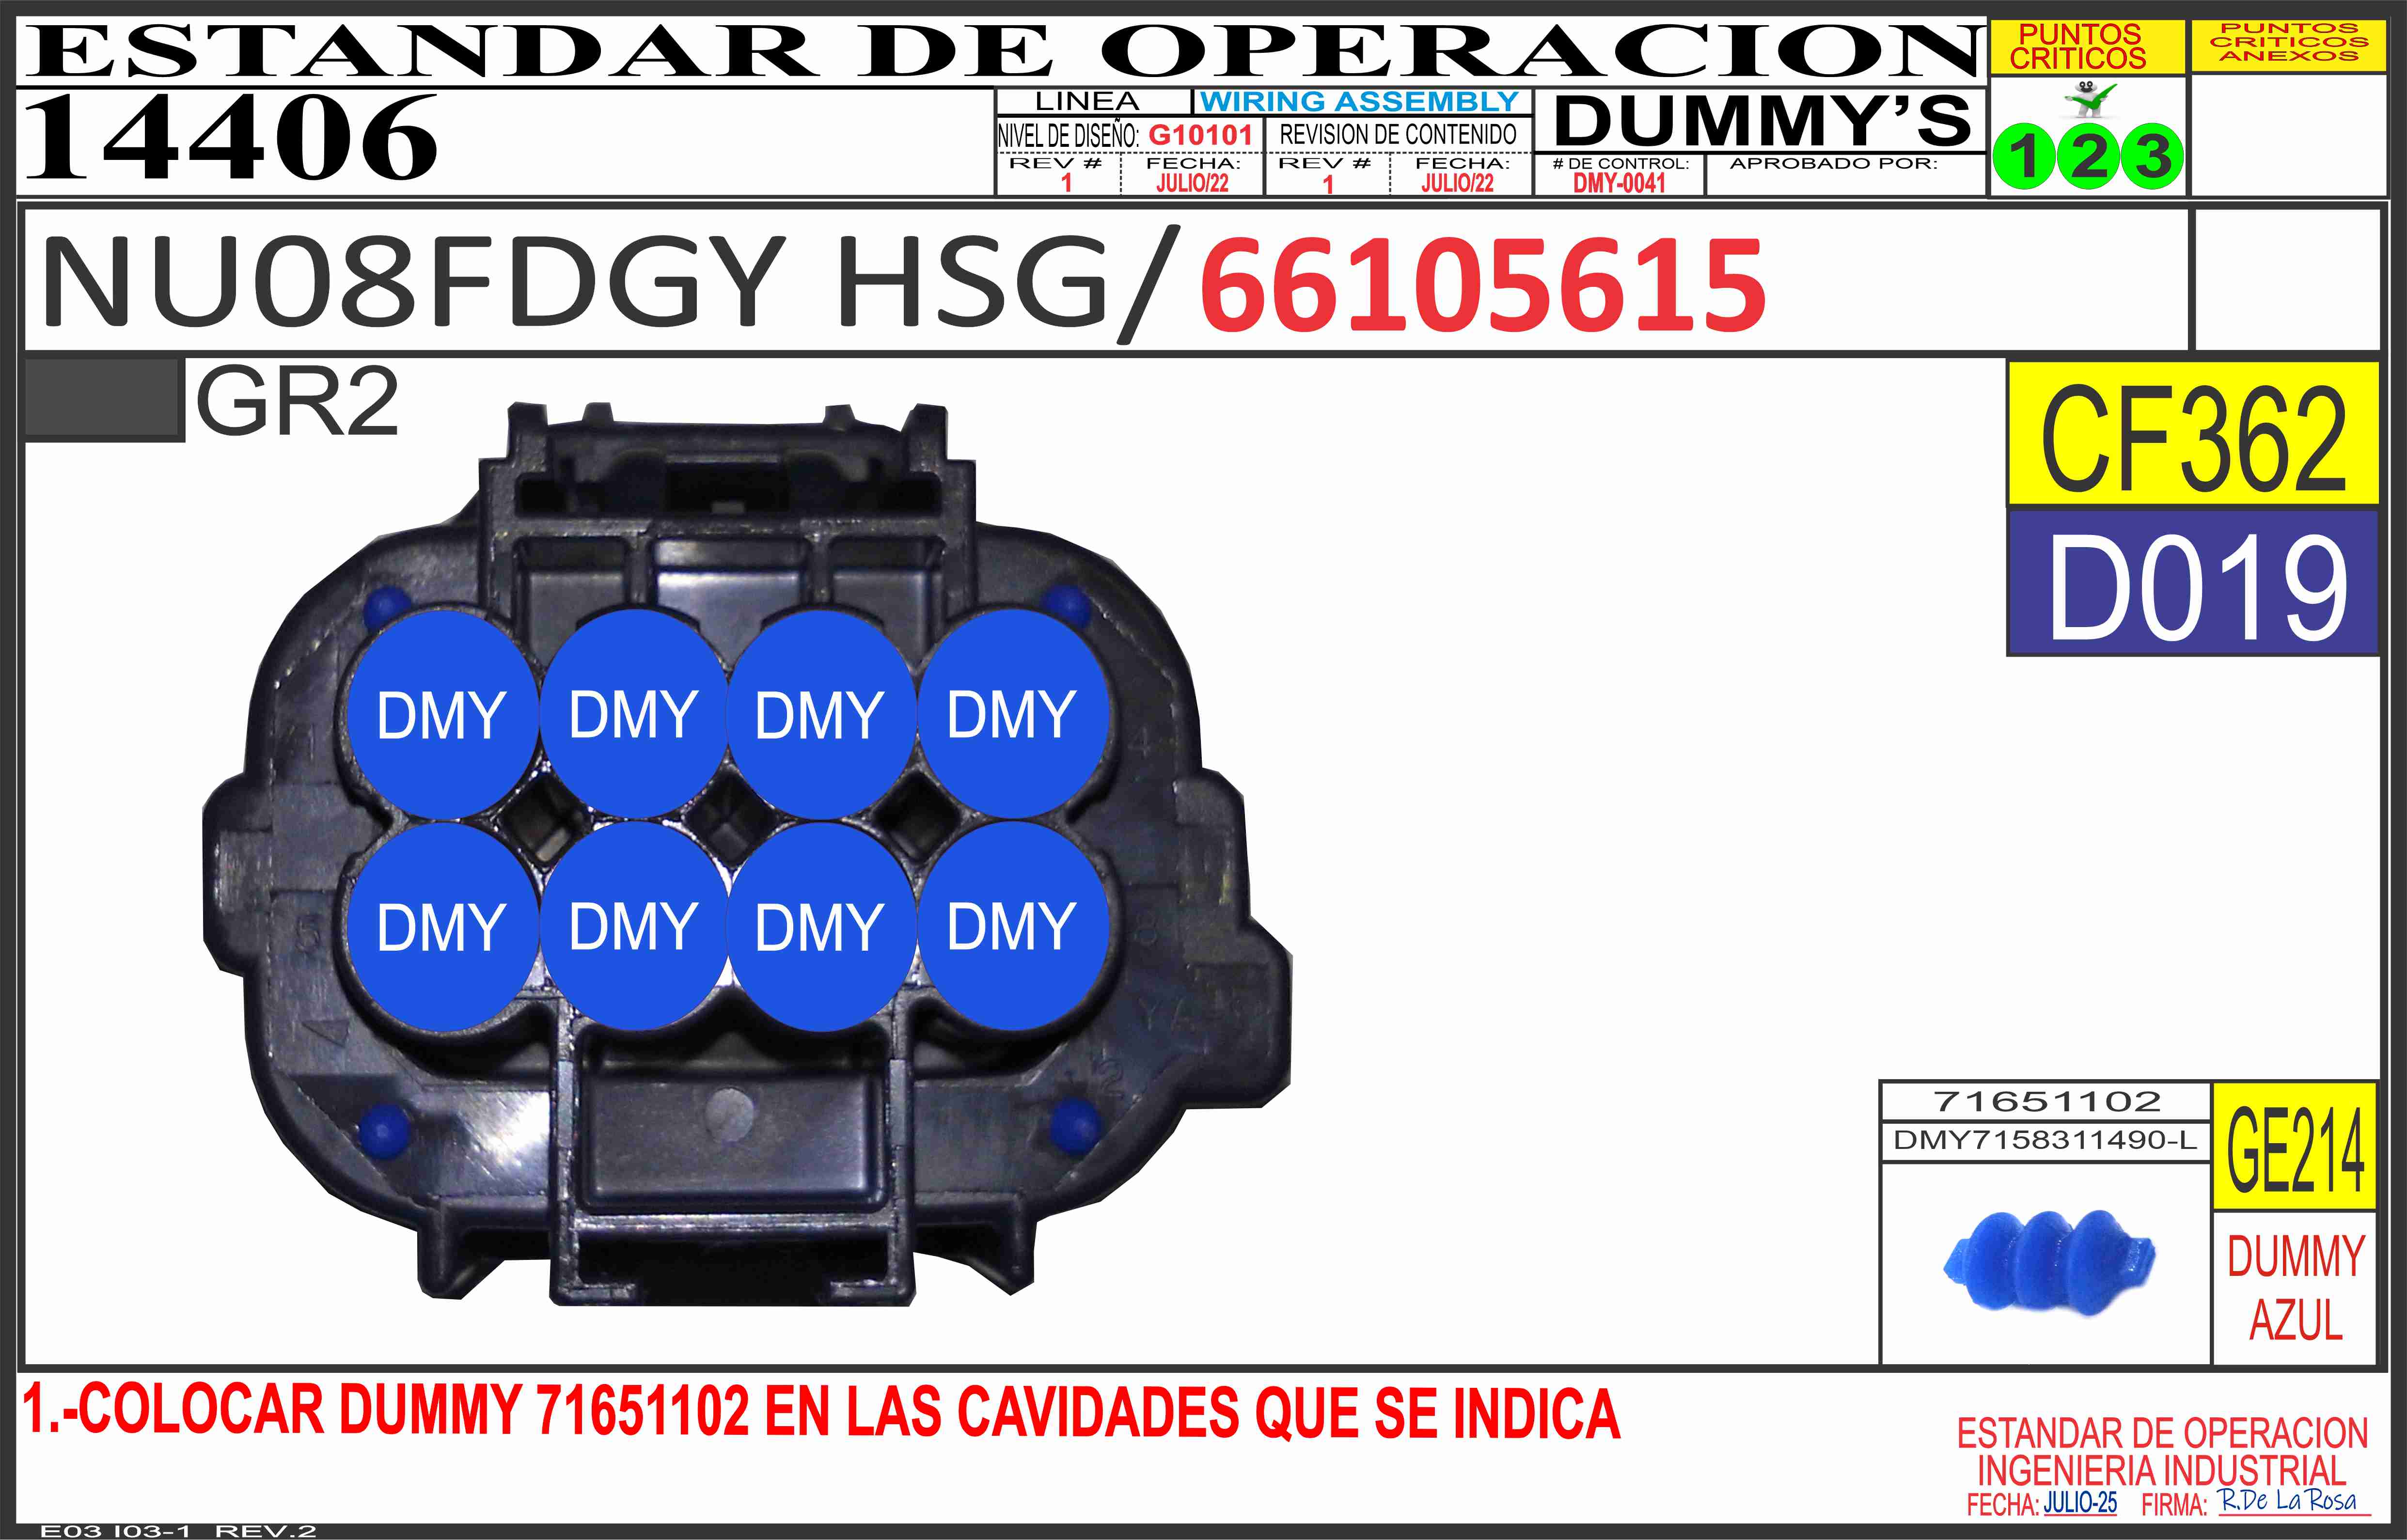 ESTANDAR DE OPERACION
PUNTOS CRITICOS
PUNTOS CRITICOS ANEXOS
14406
LINEA
WIRING ASSEMBLY
DUMMY'S
NIVEL DE DISEÑO: G10101
REVISION DE CONTENIDO
REV #
1
FECHA:
JULIO/22
REV #
1
FECHA:
JULIO/22
# DE CONTROL:
DMY-0041
APROBADO POR:
1 2 3
NU08FDGY HSG/66105615
GR2
CF362
D019
DMY DMY DMY DMY
DMY DMY DMY DMY
71651102
DMY7158311490-L
GE214
DUMMY
AZUL
1.-COLOCAR DUMMY 71651102 EN LAS CAVIDADES QUE SE INDICA
ESTANDAR DE OPERACION
INGENIERIA INDUSTRIAL
FECHA: JULIO-25 FIRMA: R.De La Rosa
E03 I03-1 REV.2